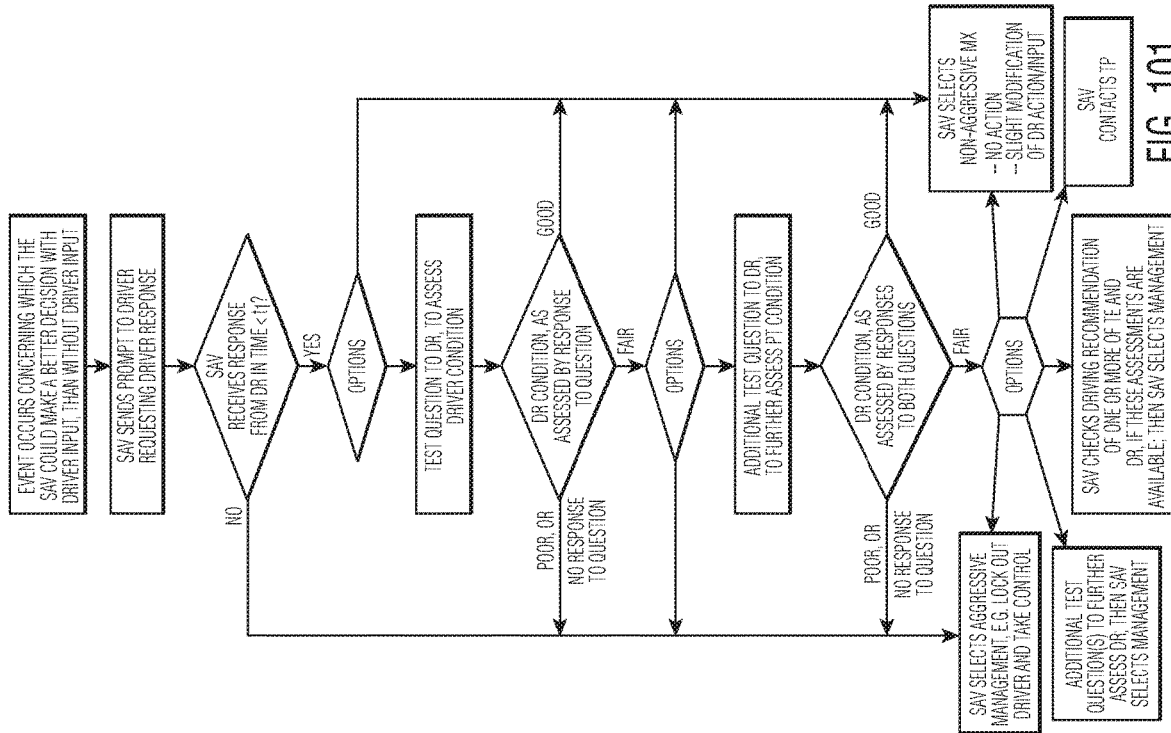 EVENT OCCURS CONCERNING WHICH THE
SAV COULD MAKE A BETTER DECISION WITH
DRIVER INPUT, THAN WITHOUT DRIVER INPUT
SAV SENDS PROMPT TO DRIVER
REQUESTING DRIVER RESPONSE
SAV
RECEIVES RESPONSE
FROM DR IN TIME <t1?
NO
YES
OPTIONS
TEST QUESTION TO DR, TO ASSESS
DRIVER CONDITION
DR CONDITION, AS
ASSESSED BY RESPONSE
TO QUESTION
POOR, OR
NO RESPONSE
TO QUESTION
GOOD
FAIR
OPTIONS
ADDITIONAL TEST QUESTION TO DR,
TO FURTHER ASSESS PT CONDITION
DR CONDITION, AS
ASSESSED BY RESPONSES
TO BOTH QUESTIONS
POOR, OR
NO RESPONSE
TO QUESTION
GOOD
FAIR
OPTIONS
SAV SELECTS AGGRESSIVE
MANAGEMENT, E.G. LOCK OUT
DRIVER AND TAKE CONTROL
SAV SELECTS
NON-AGGRESSIVE MX
-- NO ACTION
-- SLIGHT MODIFICATION
OF DR ACTION/INPUT
ADDITIONAL TEST
QUESTION(S) TO FURTHER
ASSESS DR; THEN SAV
SELECTS MANAGEMENT
SAV CHECKS DRIVING RECOMMENDATION
OF ONE OR MORE OF TE AND
DR, IF THESE ASSESSMENTS ARE
AVAILABLE; THEN SAV SELECTS MANAGEMENT
SAV
CONTACTS TP
FIG. 101